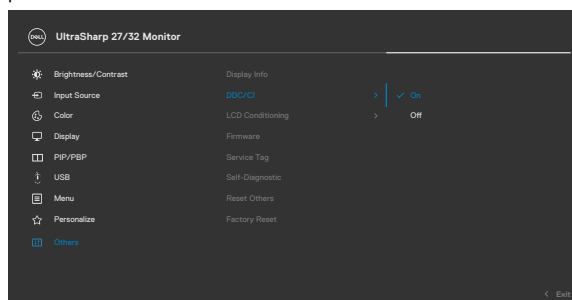 DELL UltraSharp 27/32 Monitor
Brightness/Contrast Display Info
Input Source DDC/CI > ✓ On
Color LCD Conditioning > Off
Display Firmware
PIP/PBP Service Tag
USB Self-Diagnostic
Menu Reset Others
Personalize Factory Reset
Others
< Exit